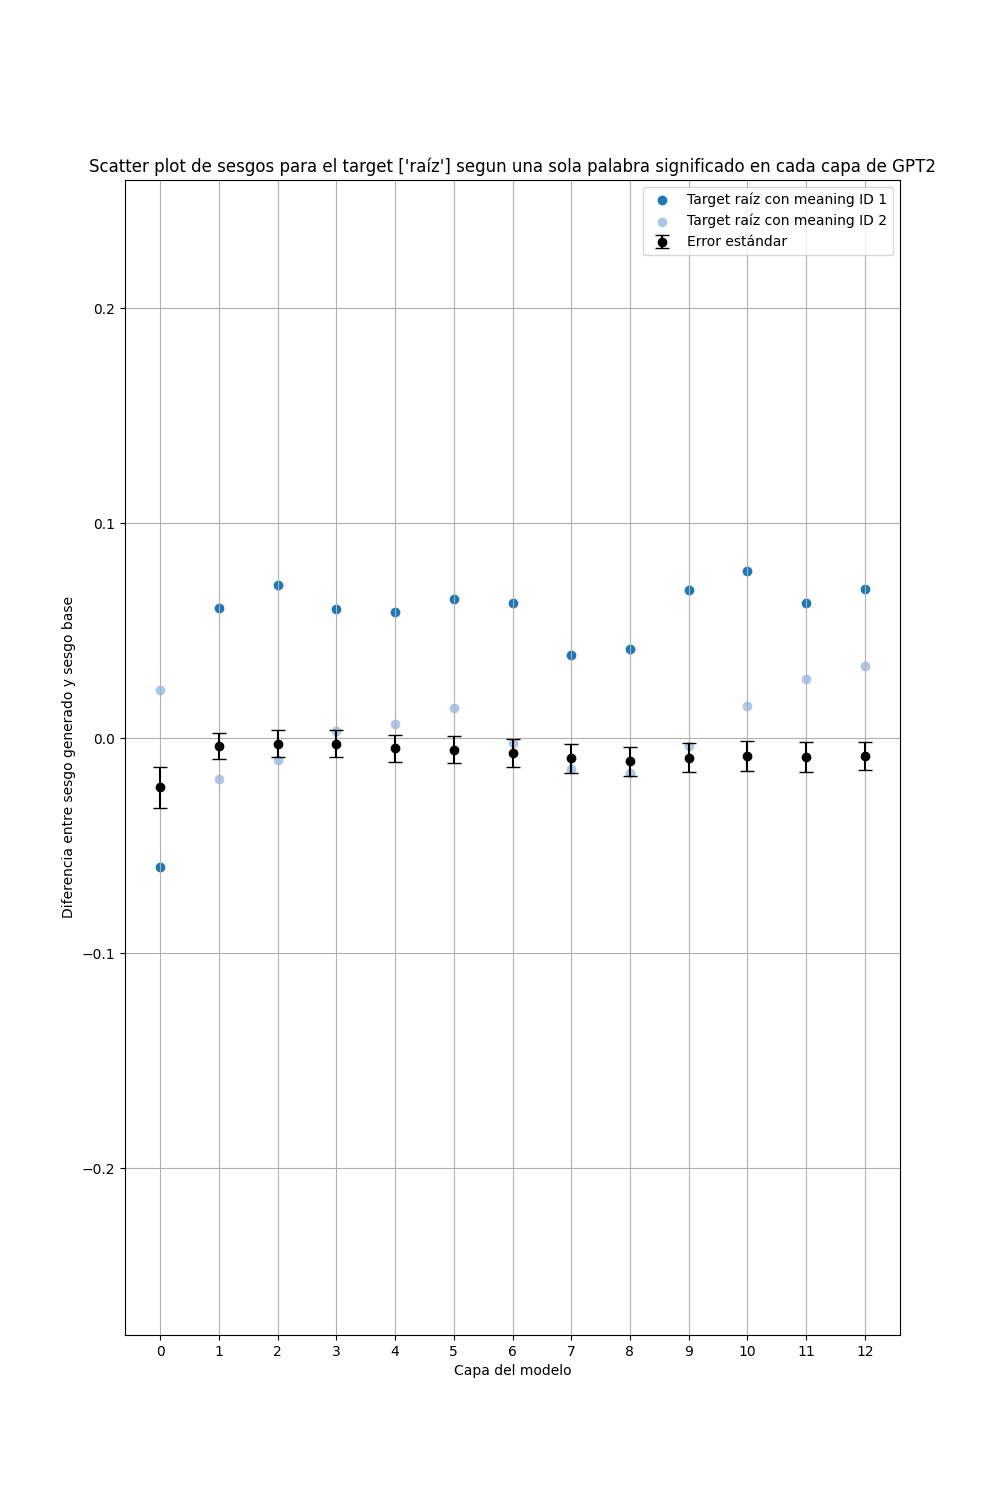 Scatter plot de sesgos para el target ['raíz'] segun una sola palabra significado en cada capa de GPT2
Target raíz con meaning ID 1
Target raíz con meaning ID 2
Error estándar
0.2
0.1
0.0
−0.1
−0.2
Diferencia entre sesgo generado y sesgo base
0 1 2 3 4 5 6 7 8 9 10 11 12
Capa del modelo